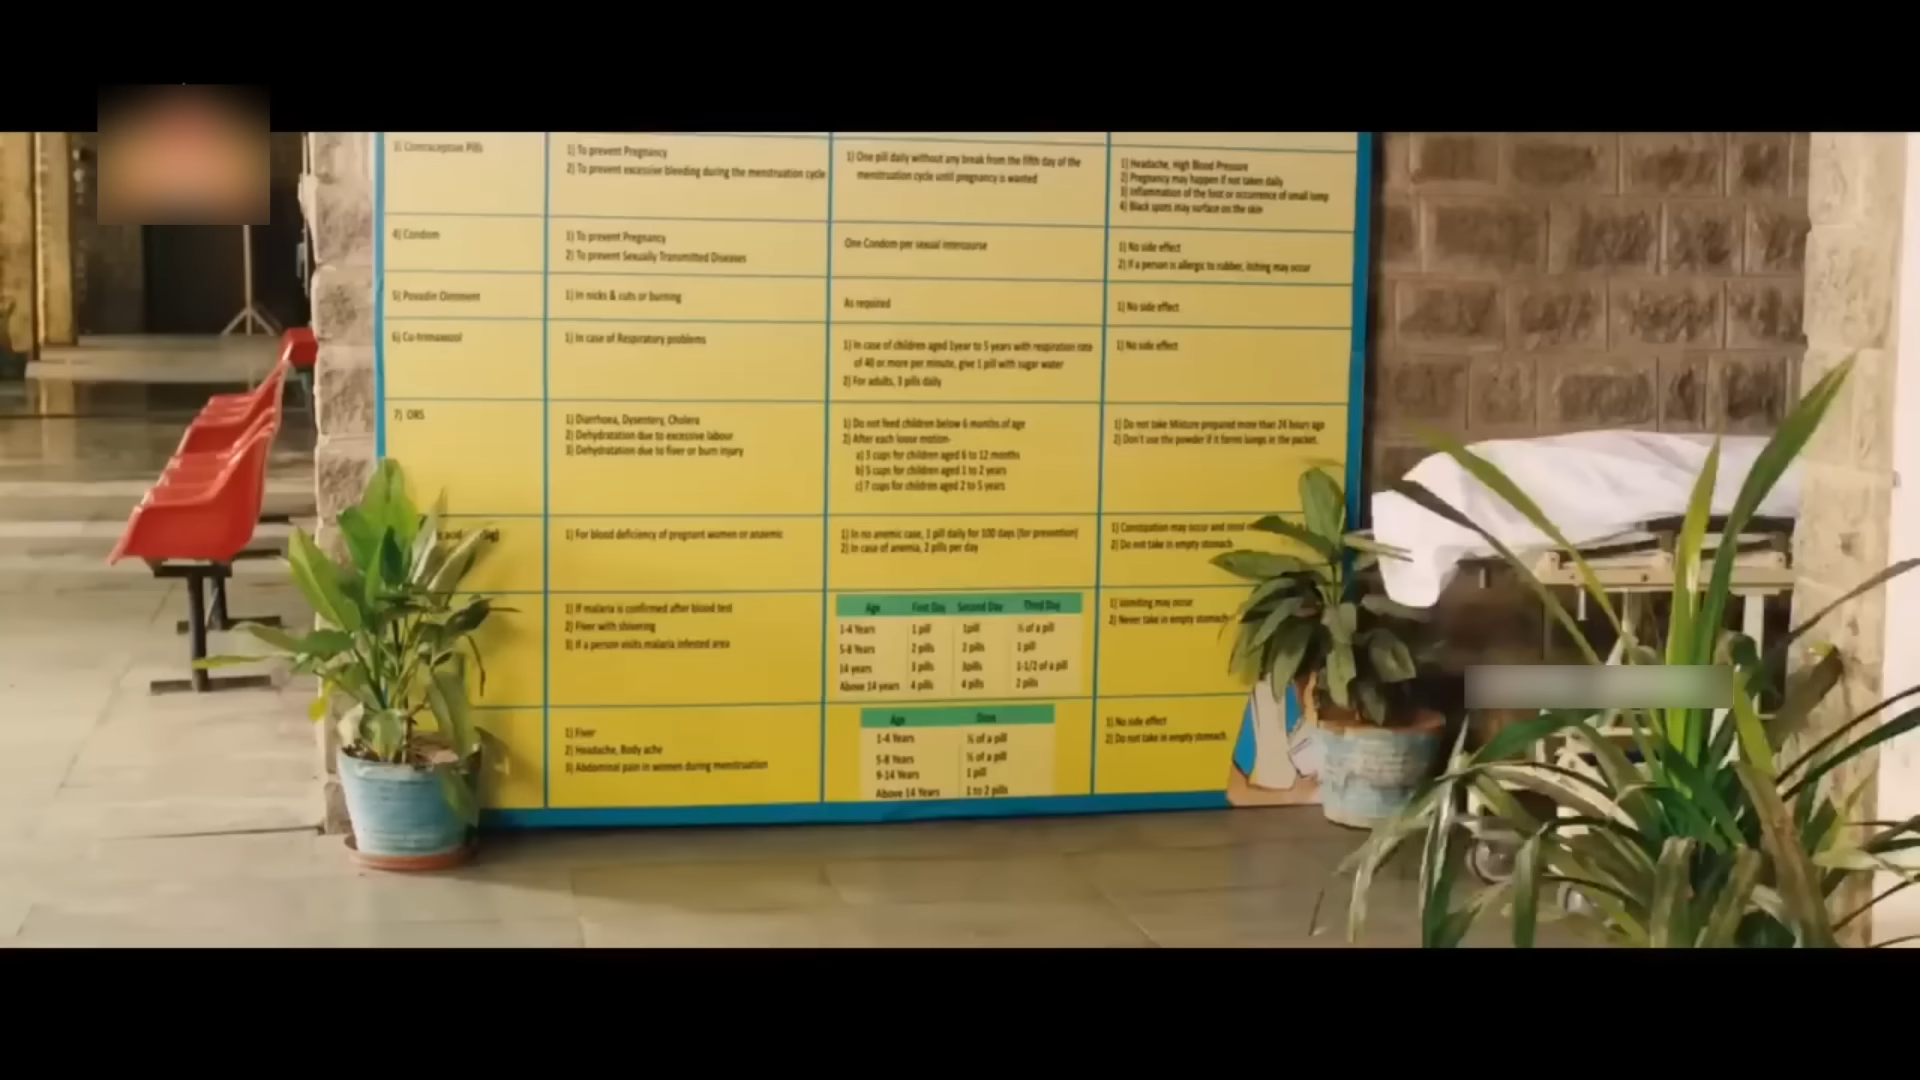 3) Contraceptive Pills
1) To prevent Pregnancy
2) To prevent excessive bleeding during the menstruation cycle
1) One pill daily without any break from the fifth day of the
menstruation cycle until pregnancy is wanted
1) Headache, High Blood Pressure
2) Pregnancy may happen if not taken daily
3) Inflammation of the foot or occurrence of small lump
4) Black spots may surface on the skin
4) Condom
1) To prevent Pregnancy
2) To prevent Sexually Transmitted Diseases
One Condom per sexual intercourse
1) No side effect
2) If a person is allergic to rubber, itching may occur
5) Povadin Ointment
1) In nicks & cuts or burning
As required
1) No side effect
6) Co-trimaxozol
1) In case of Respiratory problems
1) In case of children aged 1year to 5 years with respiration rate
of 40 or more per minute, give 1 pill with sugar water
2) For adults, 3 pills daily
1) No side effect
7) ORS
1) Diarrhoea, Dysentery, Cholera
2) Dehydratation due to excessive labour
3) Dehydratation due to fiver or burn injury
1) Do not feed children below 6 months of age
2) After each loose motion-
a) 3 cups for children aged 6 to 12 months
b) 5 cups for children aged 1 to 2 years
c) 7 cups for children aged 2 to 5 years
1) Do not take Mixture prepared more than 24 hours ago
2) Don't use the powder if it forms lumps in the packet.
1) For blood deficiency of pregnant women or anaemic
1) In no anemic case, 1 pill daily for 100 days (for prevention)
2) In case of anemia, 2 pills per day
1) Constipation may occur and stool
2) Do not take in empty stomach
1) If malaria is confirmed after blood test
2) Fiver with shivering
3) If a person visits malaria infested area
Age First Day Second Day Third Day
1-4 Years 1 pill 1pill ½ of a pill
5-8 Years 2 pills 2 pills 1 pill
14 years 3 pills 3pills 1-1/2 of a pill
Above 14 years 4 pills 4 pills 2 pills
1) Vomiting may occur
2) Never take in empty stomach
1) Fiver
2) Headache, Body ache
3) Abdominal pain in women during menstruation
Age Dose
1-4 Years of a pill
5-8 Years ½ of a pill
9-14 Years 1 pill
Above 14 Years 1 to 2 pills
1) No side effect
2) Do not take in empty stomach